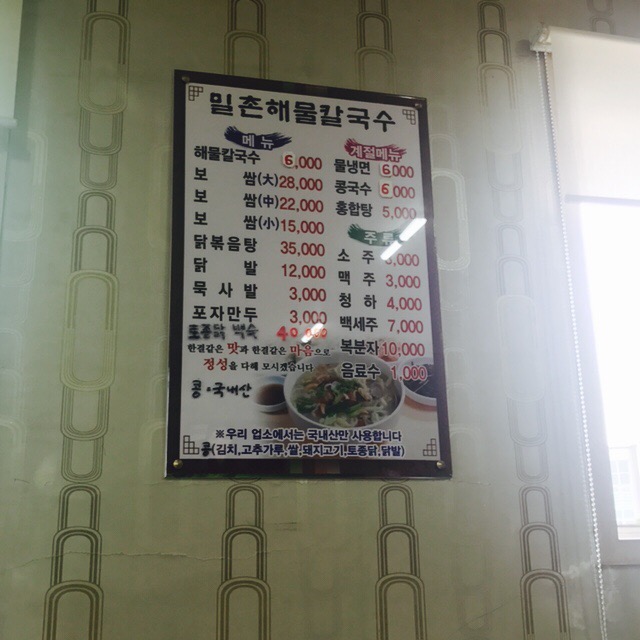 밀촌해물칼국수
메뉴
해물칼국수 6,000
보 쌈(大) 28,000
보 쌈(中) 22,000
보 쌈(小) 15,000
닭볶음탕 35,000
닭 발 12,000
묵사발 3,000
포자만두 3,000
토종닭 백숙 40,000
한결같은 맛과 한결같은 마음으로
정성을 다해 모시겠습니다
콩·국내산
계절메뉴
물냉면 6,000
콩국수 6,000
홍합탕 5,000
주류
소 주 3,000
맥 주 3,000
청 하 4,000
백세주 7,000
복분자 10,000
음료수 1,000
※우리 업소에서는 국내산만 사용합니다
콩(김치,고추가루,쌀,돼지고기,토종닭,닭발)